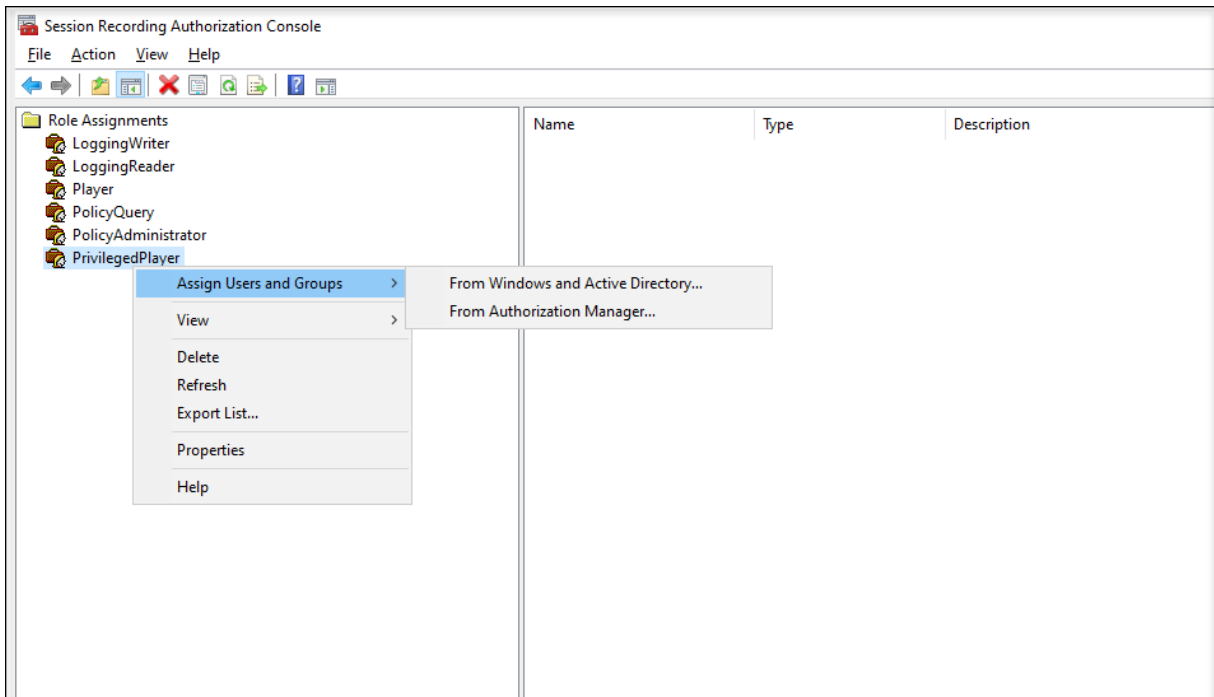 Session Recording Authorization Console
File Action View Help
Role Assignments
LoggingWriter
LoggingReader
Player
PolicyQuery
PolicyAdministrator
PrivilegedPlayer
Assign Users and Groups
View
Delete
Refresh
Export List...
Properties
Help
From Windows and Active Directory...
From Authorization Manager...
Name Type Description